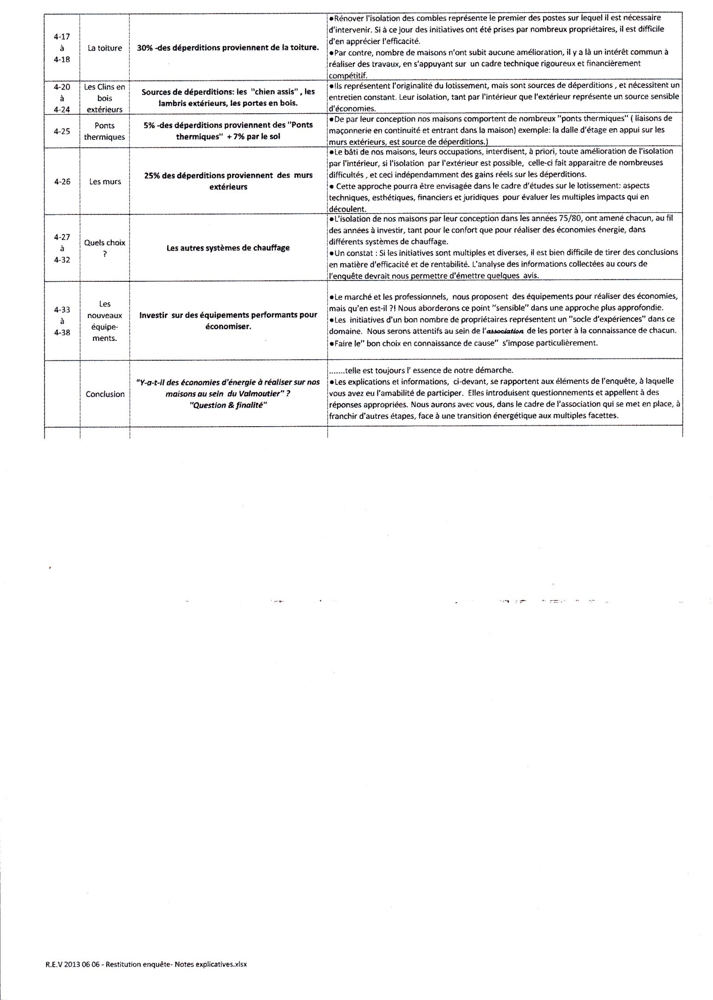 4-17
à
4-18
La toiture
30% -des déperditions proviennent de la toiture.
●Rénover l'isolation des combles représente le premier des postes sur lequel il est nécessaire
d'intervenir. Si à ce jour des initiatives ont été prises par nombreux propriétaires, il est difficile
d'en apprécier l'efficacité.
●Par contre, nombre de maisons n'ont subit aucune amélioration, il y a là un intérêt commun à
réaliser des travaux, en s'appuyant sur un cadre technique rigoureux et financièrement
compétitif.
4-20
à
4-24
Les Clins en
bois
extérieurs
Sources de déperditions: les "chien assis" , les
lambris extérieurs, les portes en bois.
●Ils représentent l'originalité du lotissement, mais sont sources de déperditions , et nécessitent un
entretien constant. Leur isolation, tant par l'intérieur que l'extérieur représente un source sensible
d'économies.
4-25
Ponts
thermiques
5% -des déperditions proviennent des "Ponts
thermiques" + 7% par le sol
●De par leur conception nos maisons comportent de nombreux "ponts thermiques" ( liaisons de
maçonnerie en continuité et entrant dans la maison) exemple: la dalle d'étage en appui sur les
murs extérieurs, est source de déperditions.)
4-26
Les murs
25% des déperditions proviennent des murs
extérieurs
●Le bâti de nos maisons, leurs occupations, interdisent, à priori, toute amélioration de l'isolation
par l'intérieur, si l'isolation par l'extérieur est possible, celle-ci fait apparaitre de nombreuses
difficultés , et ceci indépendamment des gains réels sur les déperditions.
● Cette approche pourra être envisagée dans le cadre d'études sur le lotissement: aspects
techniques, esthétiques, financiers et juridiques pour évaluer les multiples impacts qui en
découlent.
4-27
à
4-32
Quels choix
?
Les autres systèmes de chauffage
●L'isolation de nos maisons par leur conception dans les années 75/80, ont amené chacun, au fil
des années à investir, tant pour le confort que pour réaliser des économies énergie, dans
différents systèmes de chauffage.
●Un constat : Si les initiatives sont multiples et diverses, il est bien difficile de tirer des conclusions
en matière d'efficacité et de rentabilité. L'analyse des informations collectées au cours de
l'enquête devrait nous permettre d'émettre quelques avis.
4-33
à
4-38
Les
nouveaux
équipe-
ments.
Investir sur des équipements performants pour
économiser.
●Le marché et les professionnels, nous proposent des équipements pour réaliser des économies,
mais qu'en est-il ?! Nous aborderons ce point "sensible" dans une approche plus approfondie.
●Les initiatives d'un bon nombre de propriétaires représentent un "socle d'expériences" dans ce
domaine. Nous serons attentifs au sein de l'association de les porter à la connaissance de chacun.
●Faire le" bon choix en connaissance de cause" s'impose particulièrement.
Conclusion
"Y-a-t-il des économies d'énergie à réaliser sur nos
maisons au sein du Valmoutier" ?
"Question & finalité"
.......telle est toujours l' essence de notre démarche.
●Les explications et informations, ci-devant, se rapportent aux éléments de l'enquête, à laquelle
vous avez eu l'amabilité de participer. Elles introduisent questionnements et appellent à des
réponses appropriées. Nous aurons avec vous, dans le cadre de l'association qui se met en place, à
franchir d'autres étapes, face à une transition énergétique aux multiples facettes.
R.E.V 2013 06 06 - Restitution enquête- Notes explicatives.xlsx